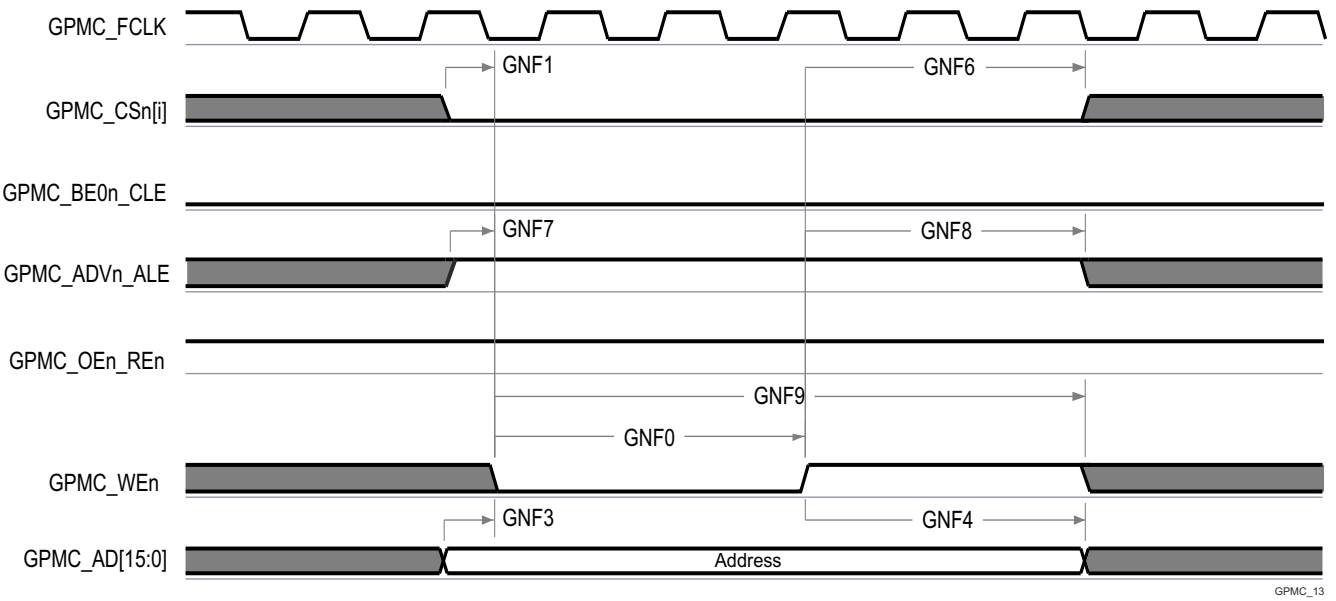 GPMC_FCLK
GNF1
GNF6
GPMC_CSn[i]
GPMC_BE0n_CLE
GNF7
GNF8
GPMC_ADVn_ALE
GPMC_OEn_REn
GNF9
GNF0
GPMC_WEn
GNF3
GNF4
GPMC_AD[15:0]
Address
GPMC_13